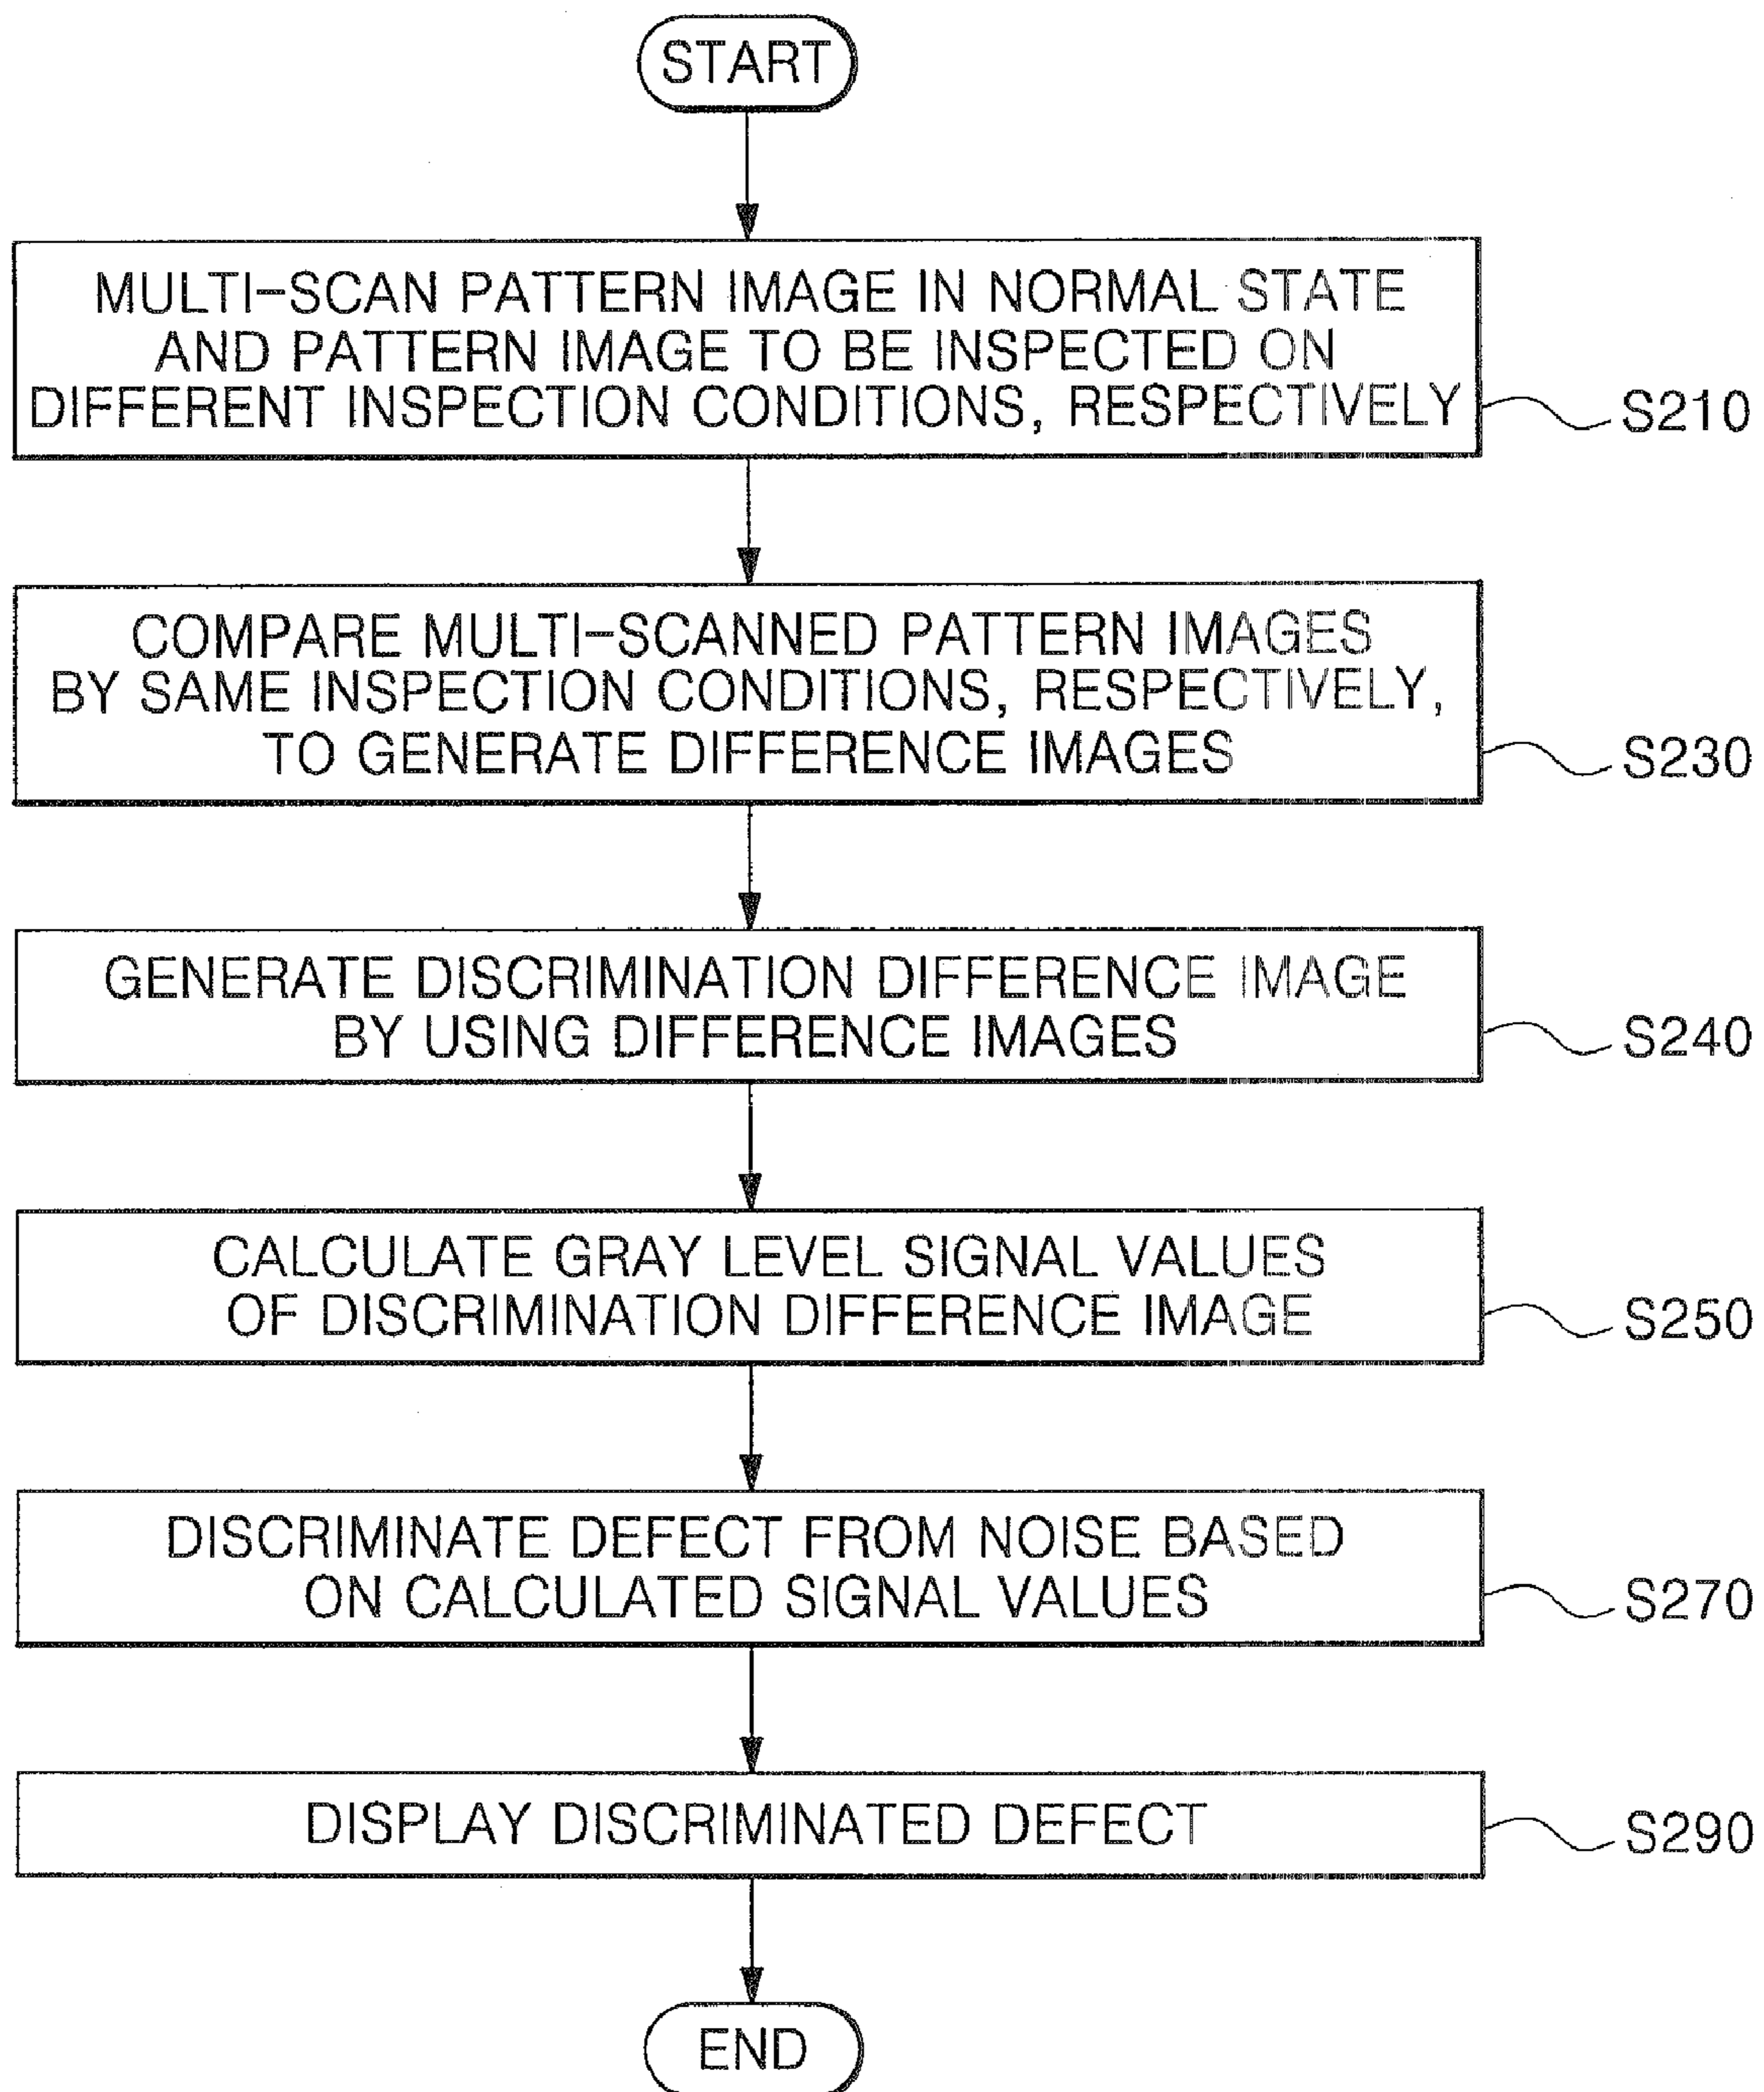 START
MULTI-SCAN PATTERN IMAGE IN NORMAL STATE
AND PATTERN IMAGE TO BE INSPECTED ON
DIFFERENT INSPECTION CONDITIONS, RESPECTIVELY
S210
COMPARE MULTI-SCANNED PATTERN IMAGES
BY SAME INSPECTION CONDITIONS, RESPECTIVELY,
TO GENERATE DIFFERENCE IMAGES
S230
GENERATE DISCRIMINATION DIFFERENCE IMAGE
BY USING DIFFERENCE IMAGES
S240
CALCULATE GRAY LEVEL SIGNAL VALUES
OF DISCRIMINATION DIFFERENCE IMAGE
S250
DISCRIMINATE DEFECT FROM NOISE BASED
ON CALCULATED SIGNAL VALUES
S270
DISPLAY DISCRIMINATED DEFECT
S290
END